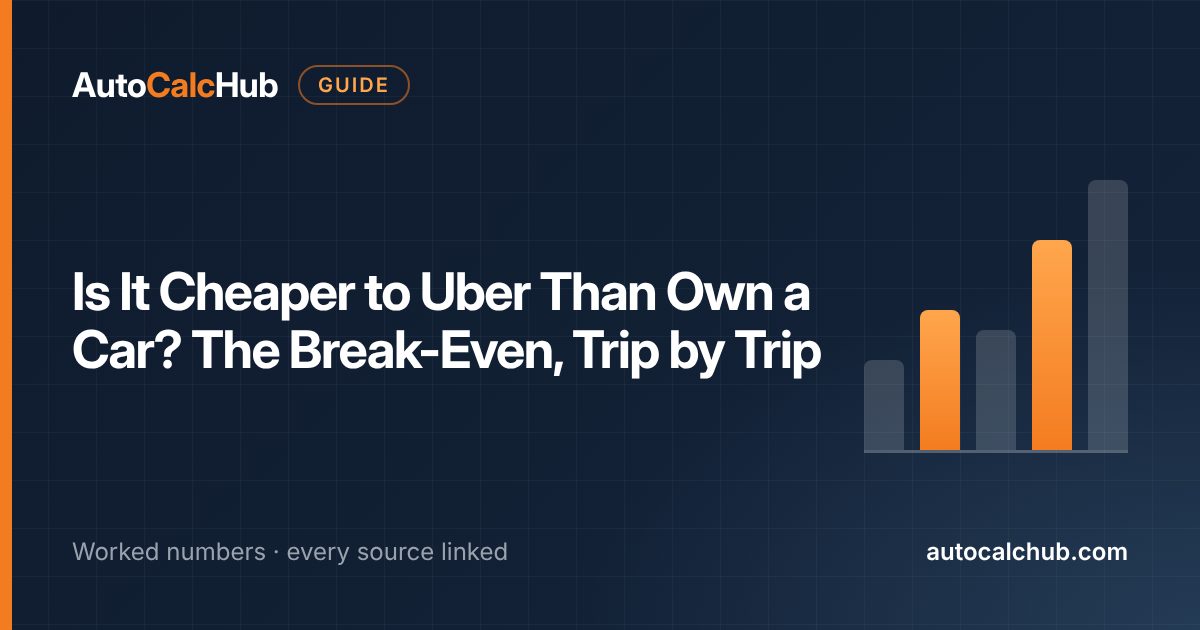 AutoCalcHub
GUIDE
Is It Cheaper to Uber Than Own a
Car? The Break-Even, Trip by Trip
Worked numbers · every source linked
autocalchub.com